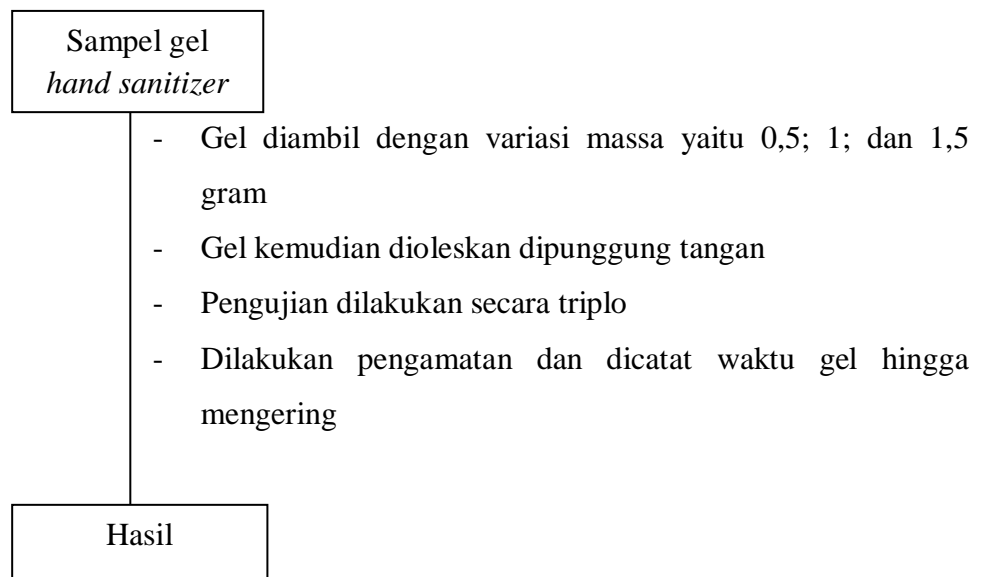 Sampel gel
hand sanitizer
- Gel diambil dengan variasi massa yaitu 0,5; 1; dan 1,5
gram
- Gel kemudian dioleskan dipunggung tangan
- Pengujian dilakukan secara triplo
- Dilakukan pengamatan dan dicatat waktu gel hingga
mengering
Hasil